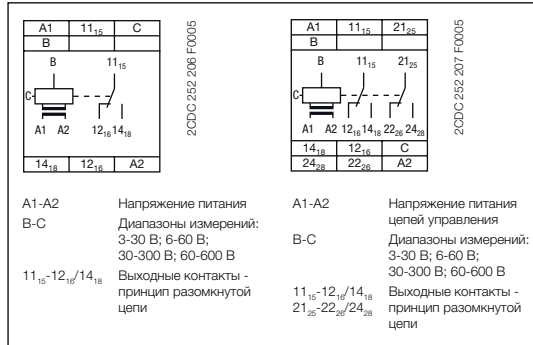 A1 11₁₅ C
B
B 11₁₅
C
A1 A2 12₁₆ 14₁₈
14₁₈ 12₁₆ A2
2CDC 252 206 F0005
A1-A2 Напряжение питания
B-C Диапазоны измерений:
3-30 В; 6-60 В;
30-300 В; 60-600 В
11₁₅-12₁₆/14₁₈ Выходные контакты -
принцип разомкнутой
цепи
A1 11₁₅ 21₂₅
B
B 11₁₅ 21₂₅
C
A1 A2 12₁₆ 14₁₈ 22₂₆ 24₂₈
14₁₈ 12₁₆ C
24₂₈ 22₂₆ A2
2CDC 252 207 F0005
A1-A2 Напряжение питания
цепей управления
B-C Диапазоны измерений:
3-30 В; 6-60 В;
30-300 В; 60-600 В
11₁₅-12₁₆/14₁₈ Выходные контакты -
21₂₅-22₂₆/24₂₈ принцип разомкнутой
цепи